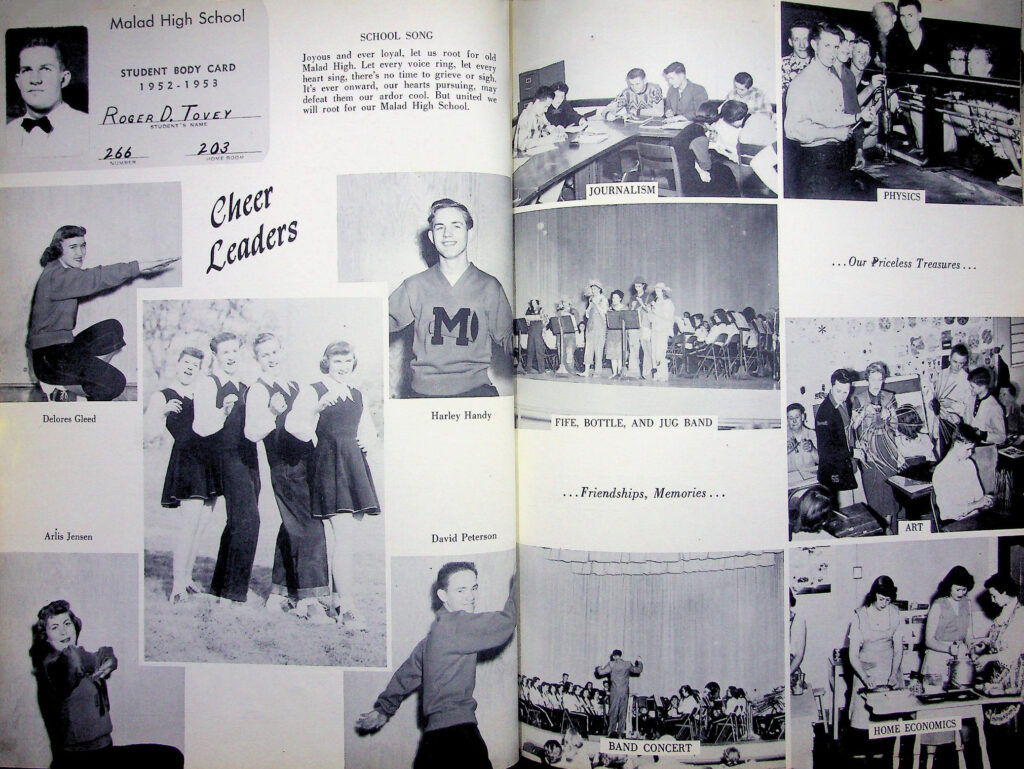 Malad High School
STUDENT BODY CARD
1952-1953
ROGER D. TOVEY
STUDENT'S NAME
266 203
NUMBER HOME ROOM
SCHOOL SONG
Joyous and ever loyal, let us root for old
Malad High. Let every voice ring, let every
heart sing, there's no time to grieve or sigh.
It's ever onward, our hearts pursuing, may
defeat them our ardor cool. But united we
will root for our Malad High School.
Cheer
Leaders
M
Delores Gleed
Harley Handy
Arlis Jensen
David Peterson
JOURNALISM
PHYSICS
...Our Priceless Treasures...
FIFE, BOTTLE, AND JUG BAND
...Friendships, Memories...
ART
BAND CONCERT
HOME ECONOMICS